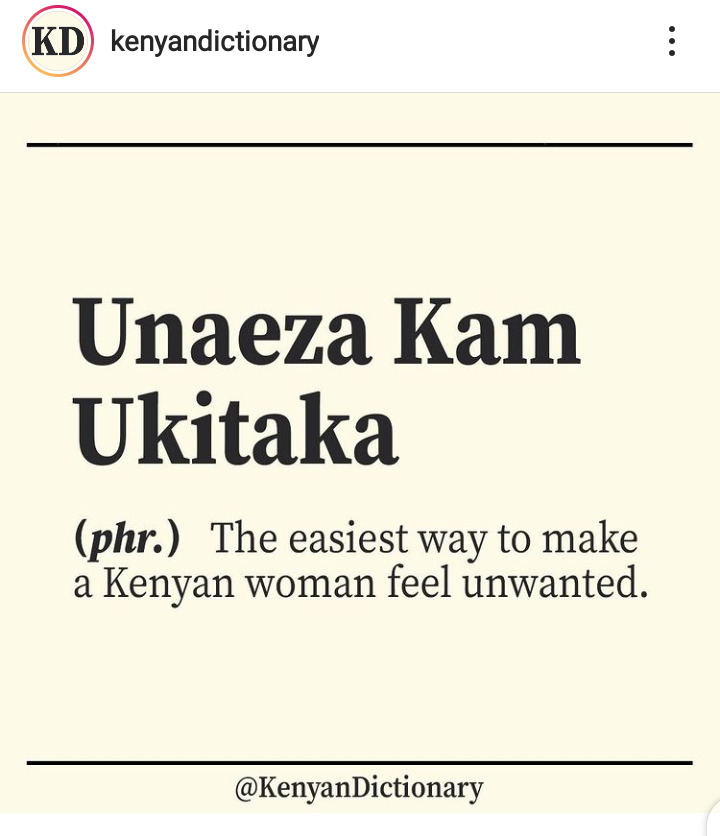 KD kenyandictionary
Unaeza Kam
Ukitaka
(phr.) The easiest way to make
a Kenyan woman feel unwanted.
@KenyanDictionary